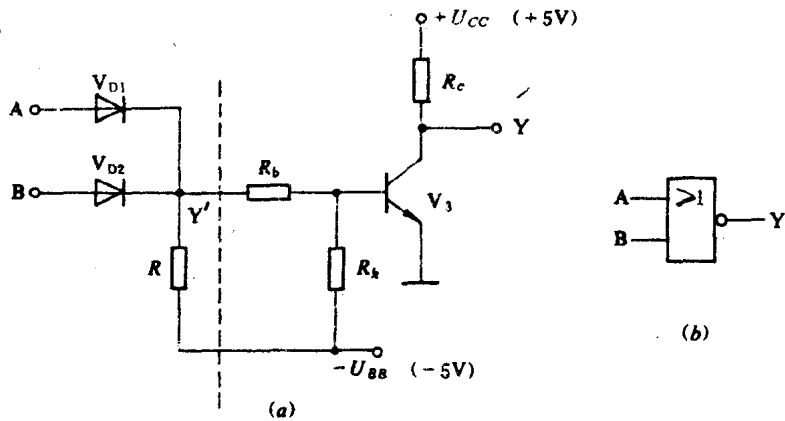 +U_CC (+5V)
R_c
V_D1
A
Y
V_D2
R_b
B
Y′
V_3
R
R_k
−U_BB (−5V)
(a)
A
≥1
Y
B
(b)